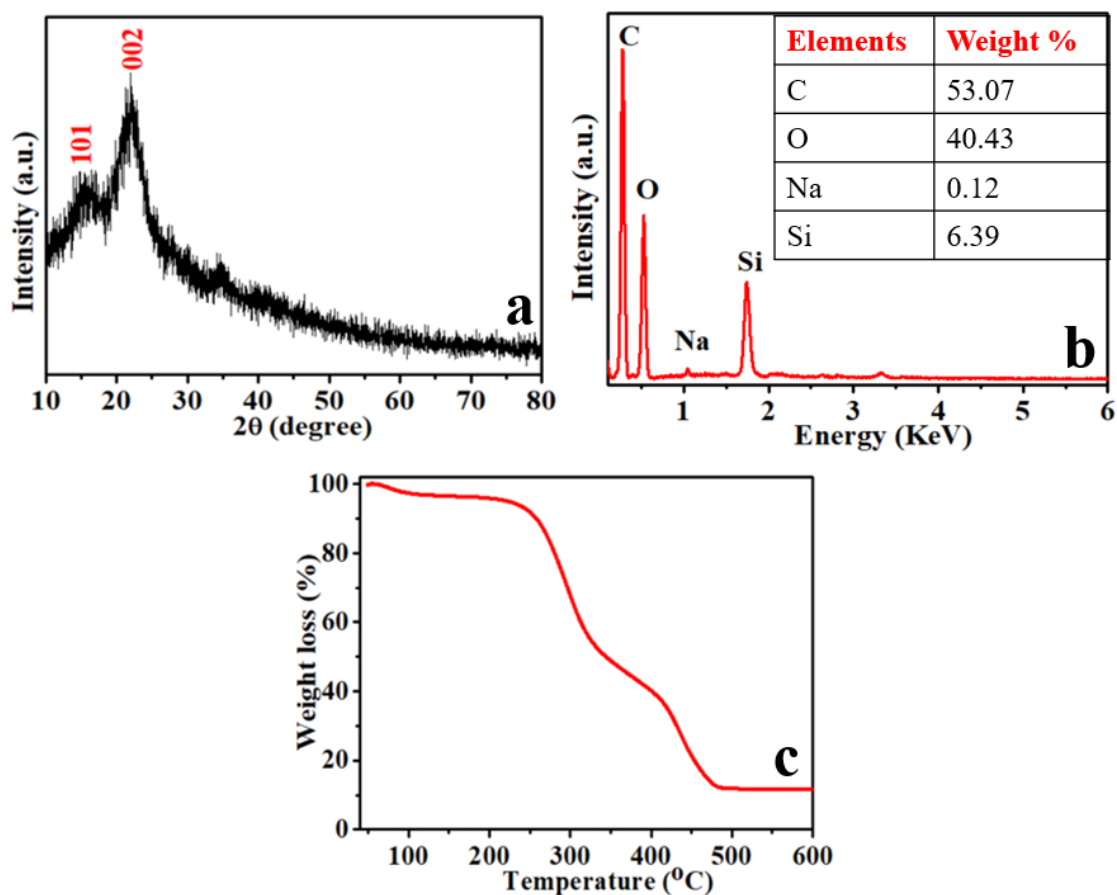 Intensity (a.u.)
101
002
a
10 20 30 40 50 60 70 80
2θ (degree)
Intensity (a.u.)
C
O
Na
Si
Elements Weight %
C 53.07
O 40.43
Na 0.12
Si 6.39
b
1 2 3 4 5 6
Energy (KeV)
Weight loss (%)
100
80
60
40
20
0
c
100 200 300 400 500 600
Temperature (°C)